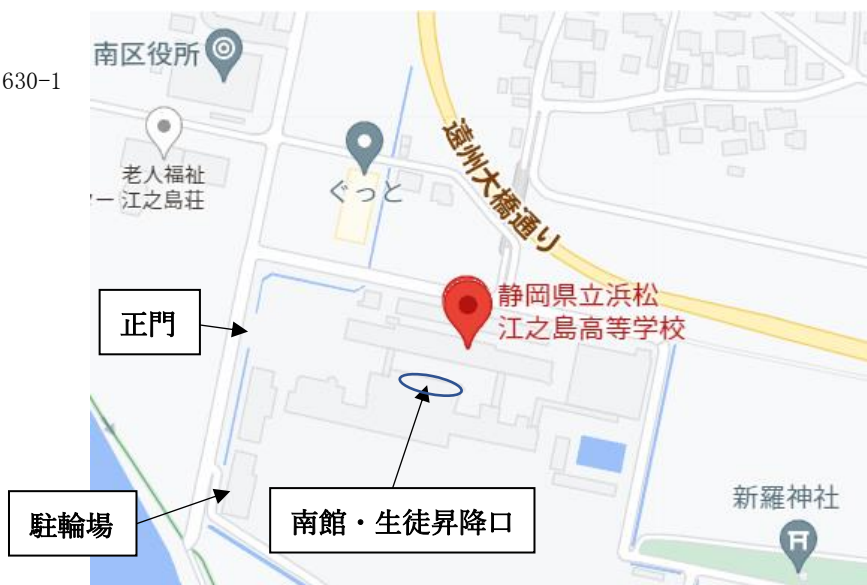 南区役所
630-1
老人福祉
ー 江之島荘
ぐっと
遠州大橋通り
静岡県立浜松
江之島高等学校
正門
駐輪場
南館・生徒昇降口
新羅神社